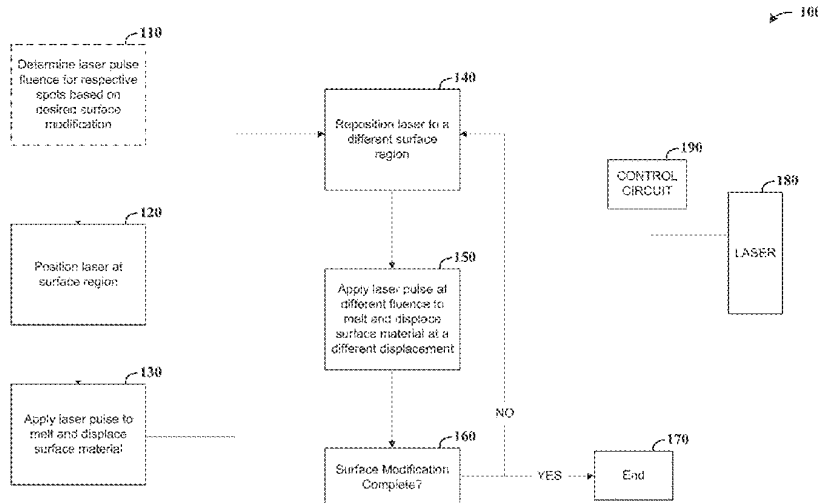 100
110
Determine laser pulse
fluence for respective
spots based on
desired surface
modification
120
Position laser at
surface region
130
Apply laser pulse to
melt and displace
surface material
140
Reposition laser to a
different surface
region
150
Apply laser pulse at
different fluence to
melt and displace
surface material at a
different displacement
160
Surface Modification
Complete?
NO
YES
170
End
190
CONTROL
CIRCUIT
180
LASER